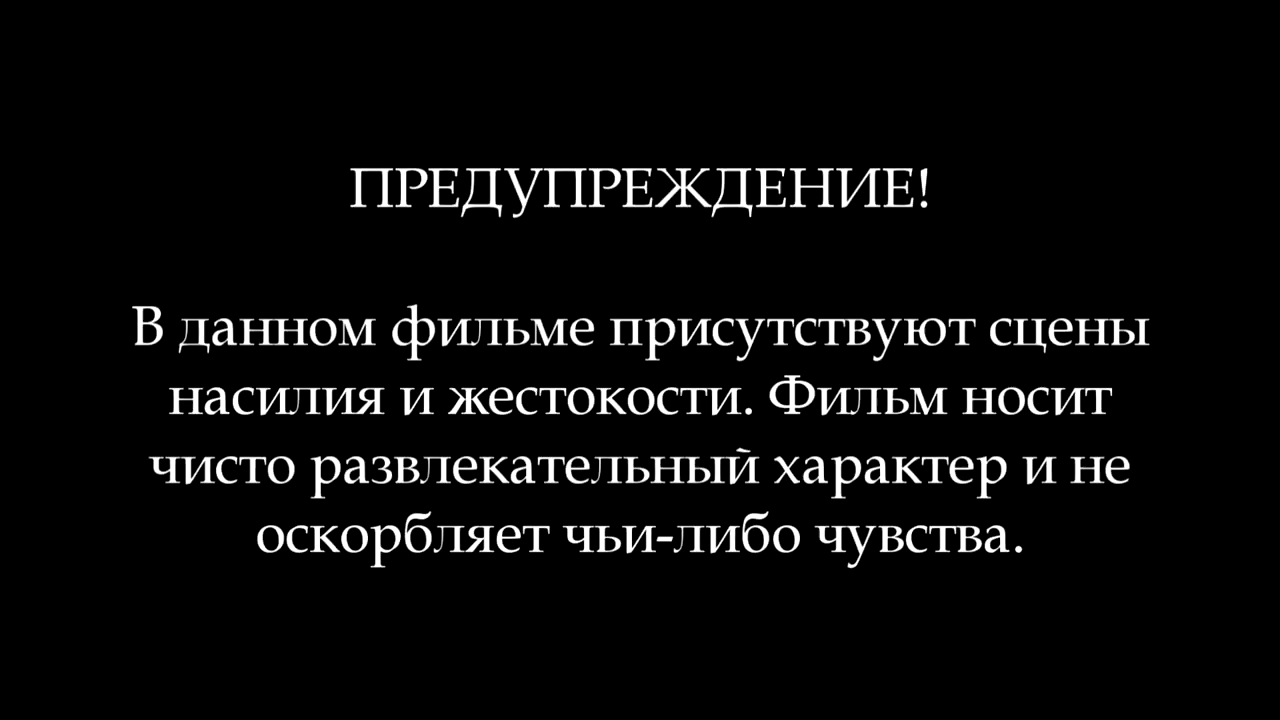 ПРЕДУПРЕЖДЕНИЕ!
В данном фильме присутствуют сцены
насилия и жестокости. Фильм носит
чисто развлекательный характер и не
оскорбляет чьи-либо чувства.